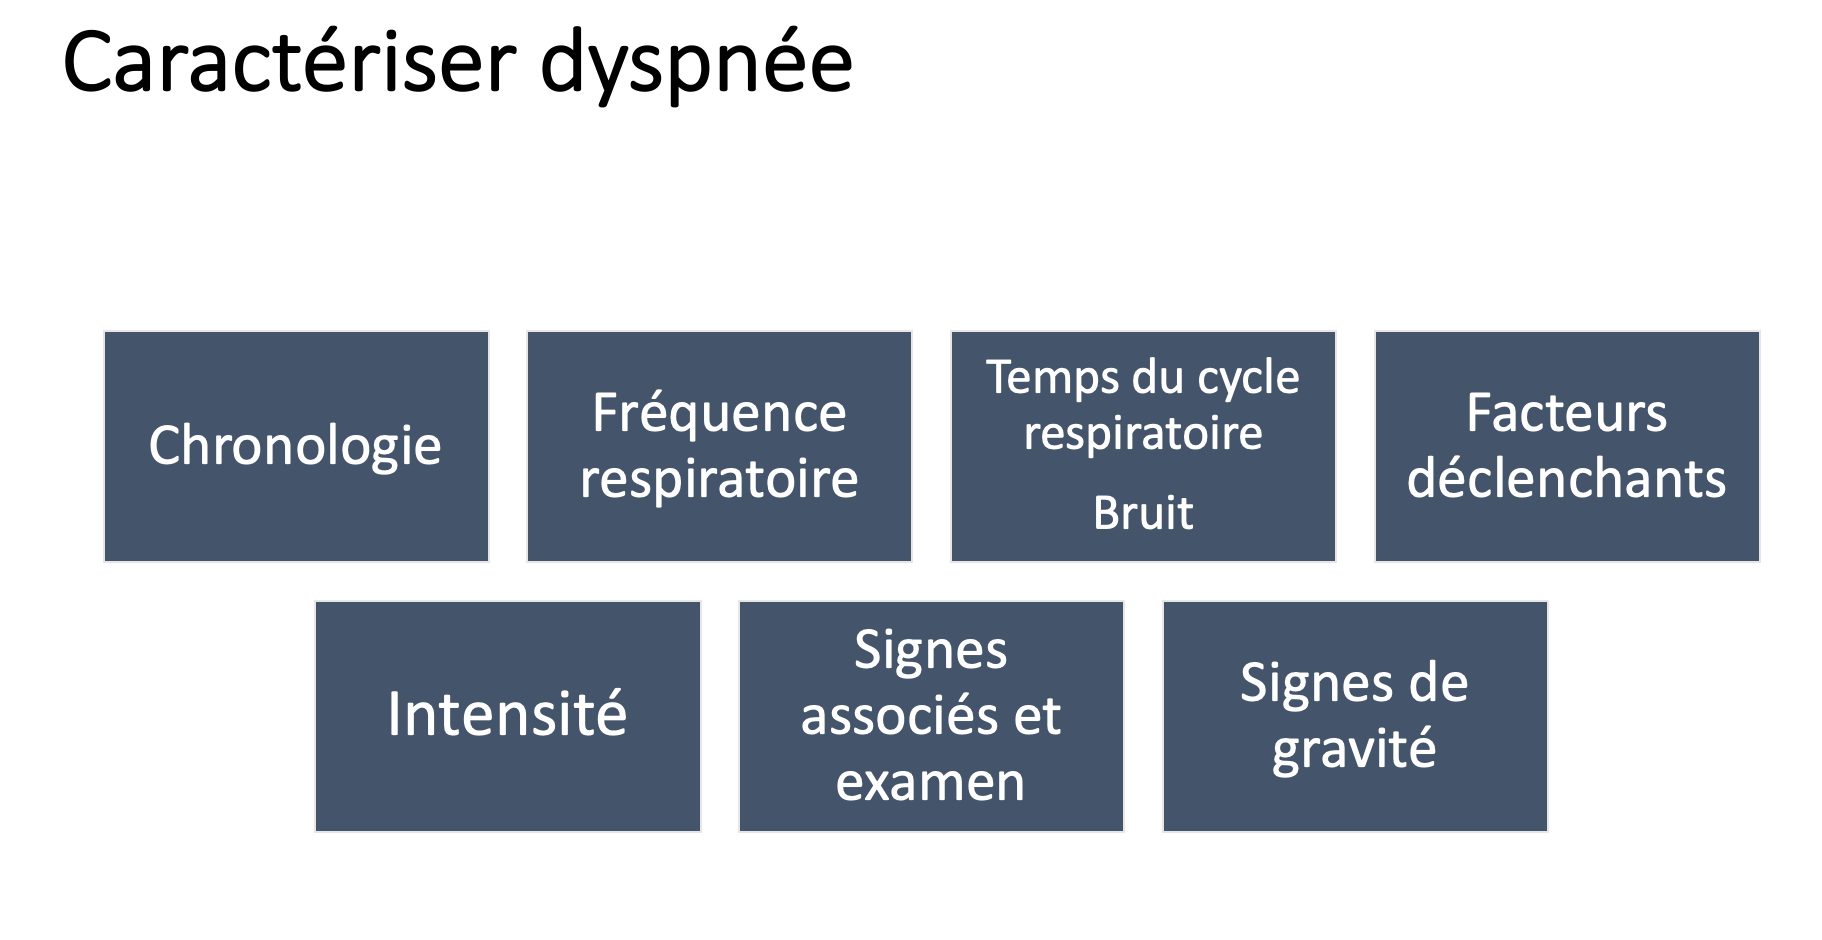 Caractériser dyspnée
Chronologie
Fréquence
respiratoire
Temps du cycle
respiratoire
Bruit
Facteurs
déclenchants
Intensité
Signes
associés et
examen
Signes de
gravité